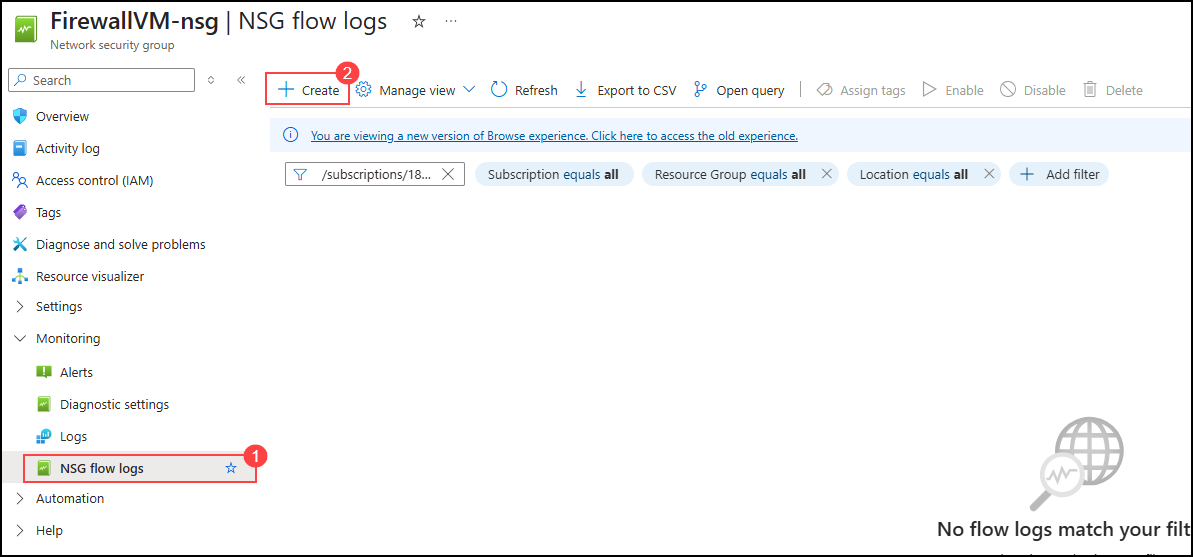 FirewallVM-nsg | NSG flow logs
Network security group
Search
2
Create Manage view Refresh Export to CSV Open query Assign tags Enable Disable Delete
You are viewing a new version of Browse experience. Click here to access the old experience.
/subscriptions/18... Subscription equals all Resource Group equals all Location equals all Add filter
Overview
Activity log
Access control (IAM)
Tags
Diagnose and solve problems
Resource visualizer
Settings
Monitoring
Alerts
Diagnostic settings
Logs
NSG flow logs
1
Automation
Help
No flow logs match your filt